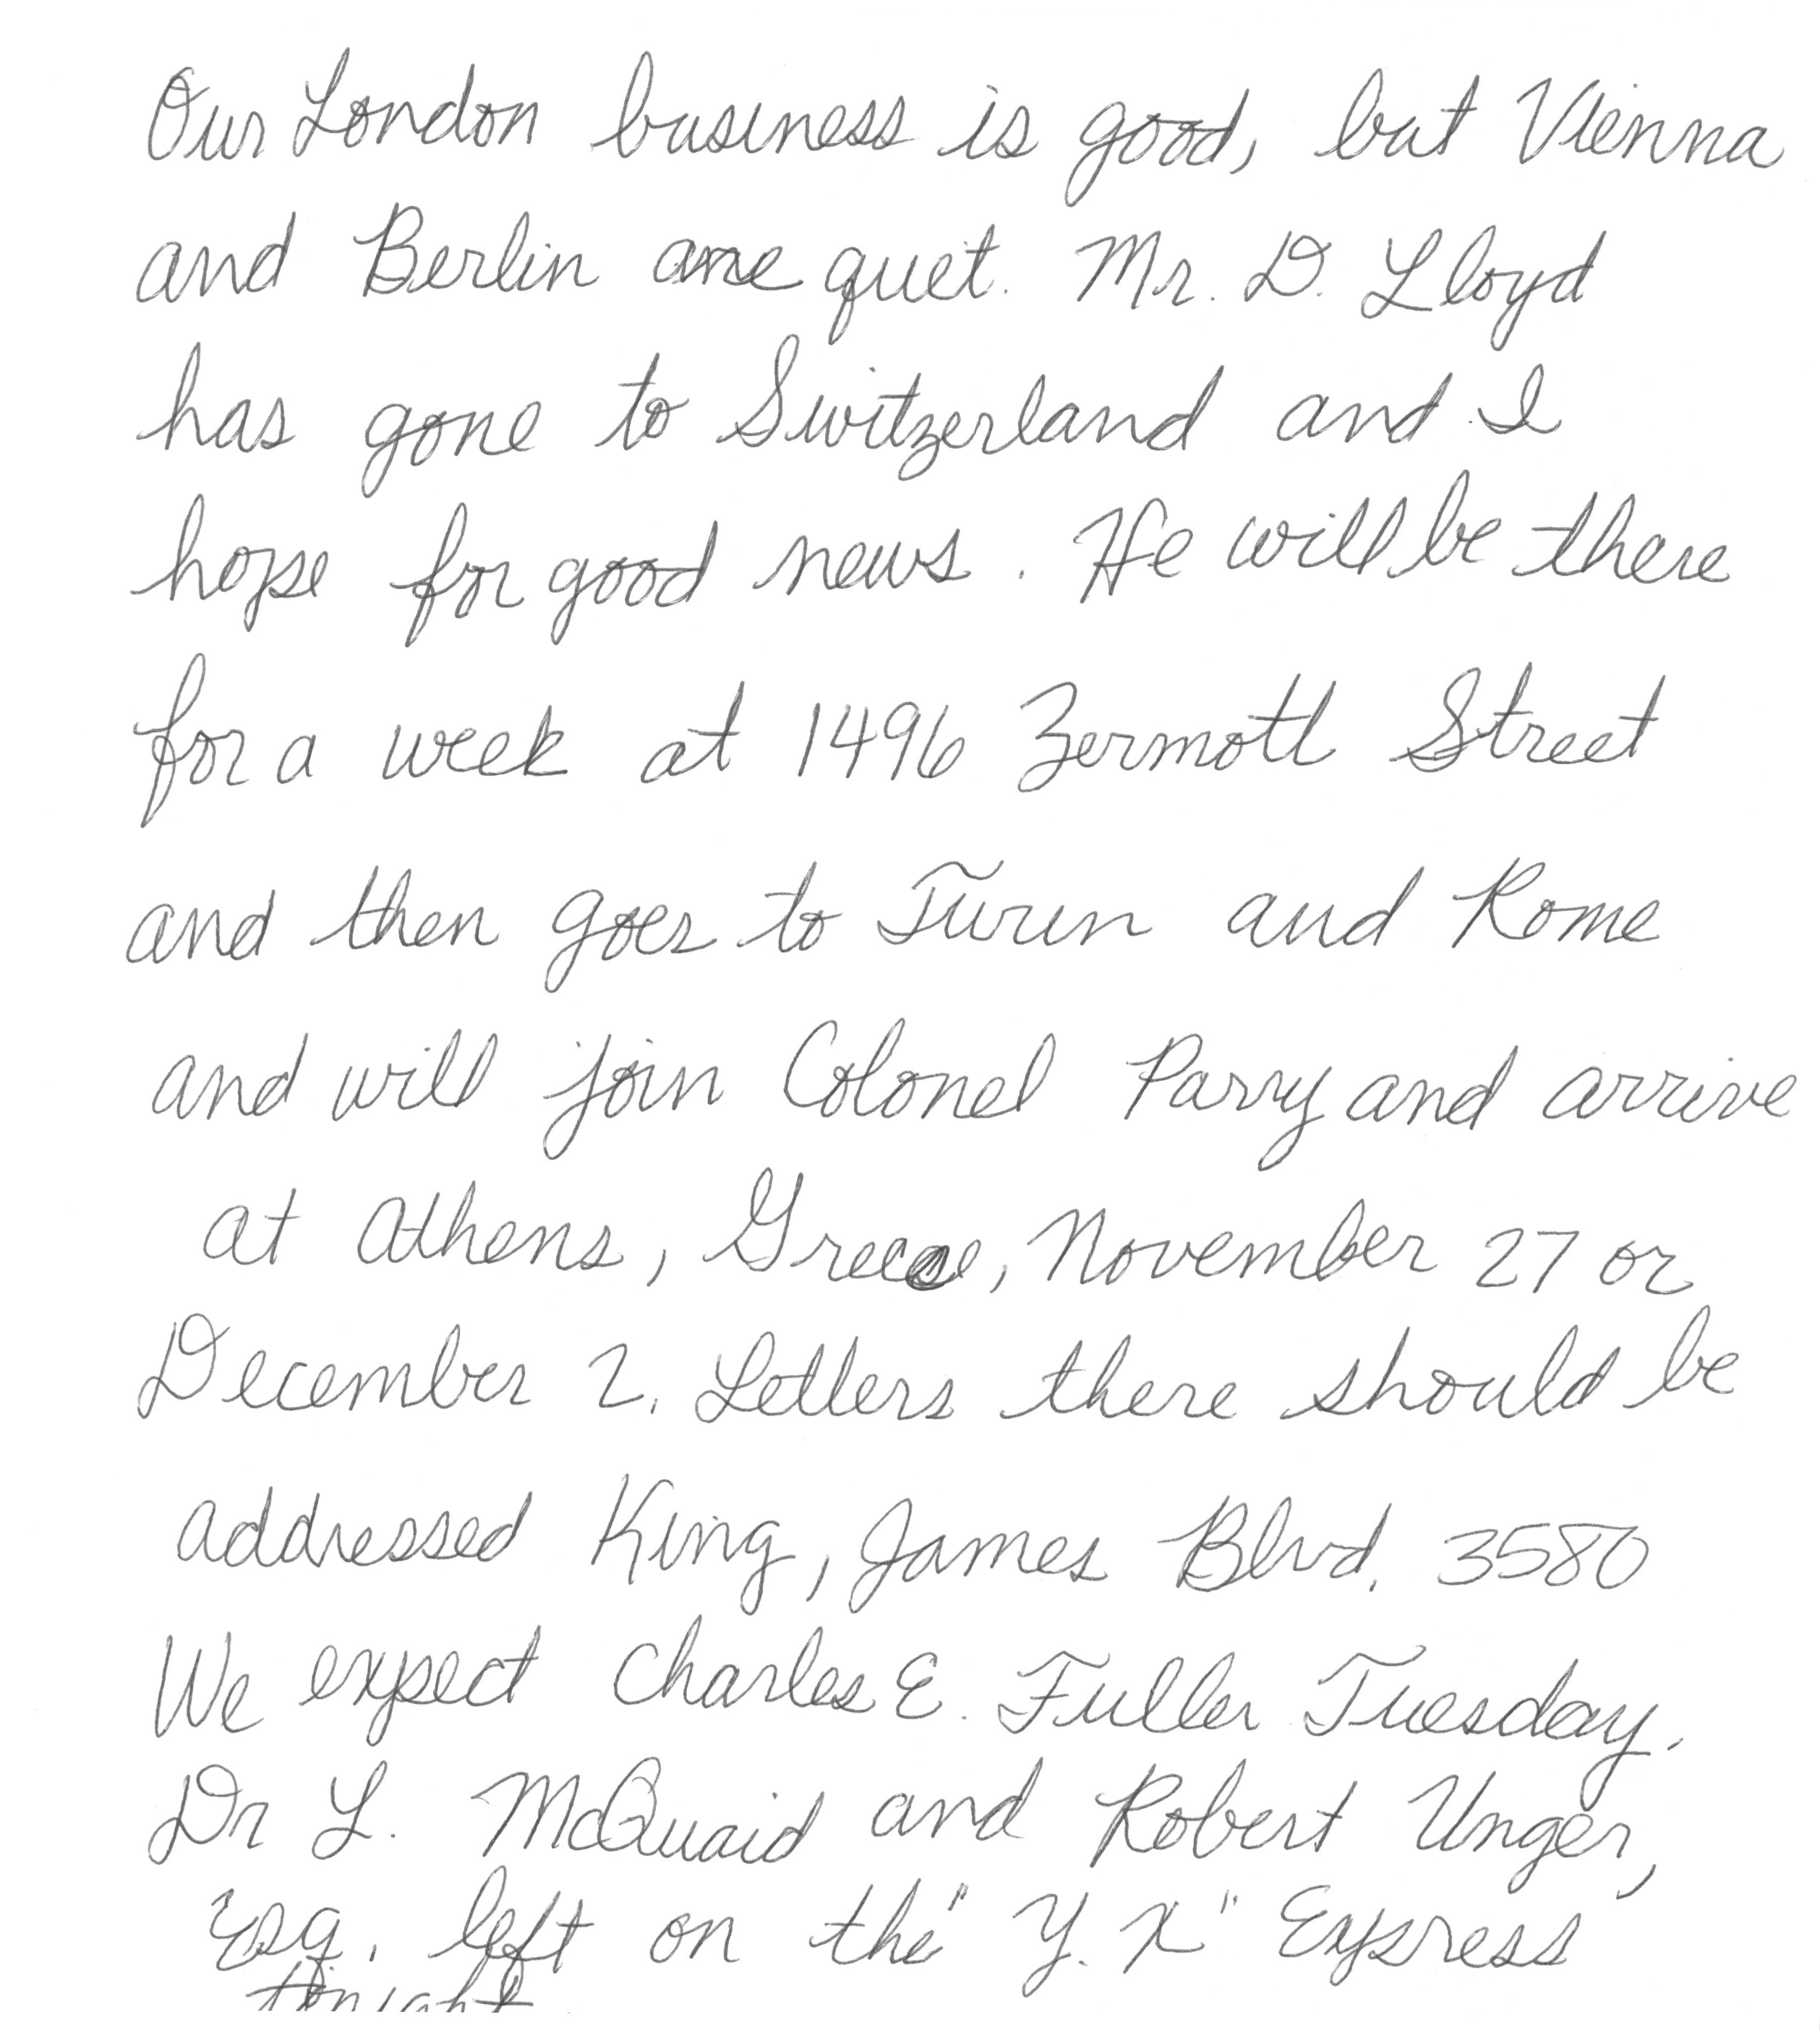 Our London business is good, but Vienna
and Berlin are quiet. Mr. D. Lloyd
has gone to Switzerland and I
hope for good news. He will be there
for a week at 1496 Zermott Street
and then goes to Turin and Rome
and will join Colonel Parry and arrive
at Athens, Greece, November 27 or
December 2. Letters there should be
addressed King, James Blvd. 3580
We expect Charles E. Fuller Tuesday.
Dr L. McQuaid and Robert Unger,
Esq. left on the "Y. X" Express
tonight